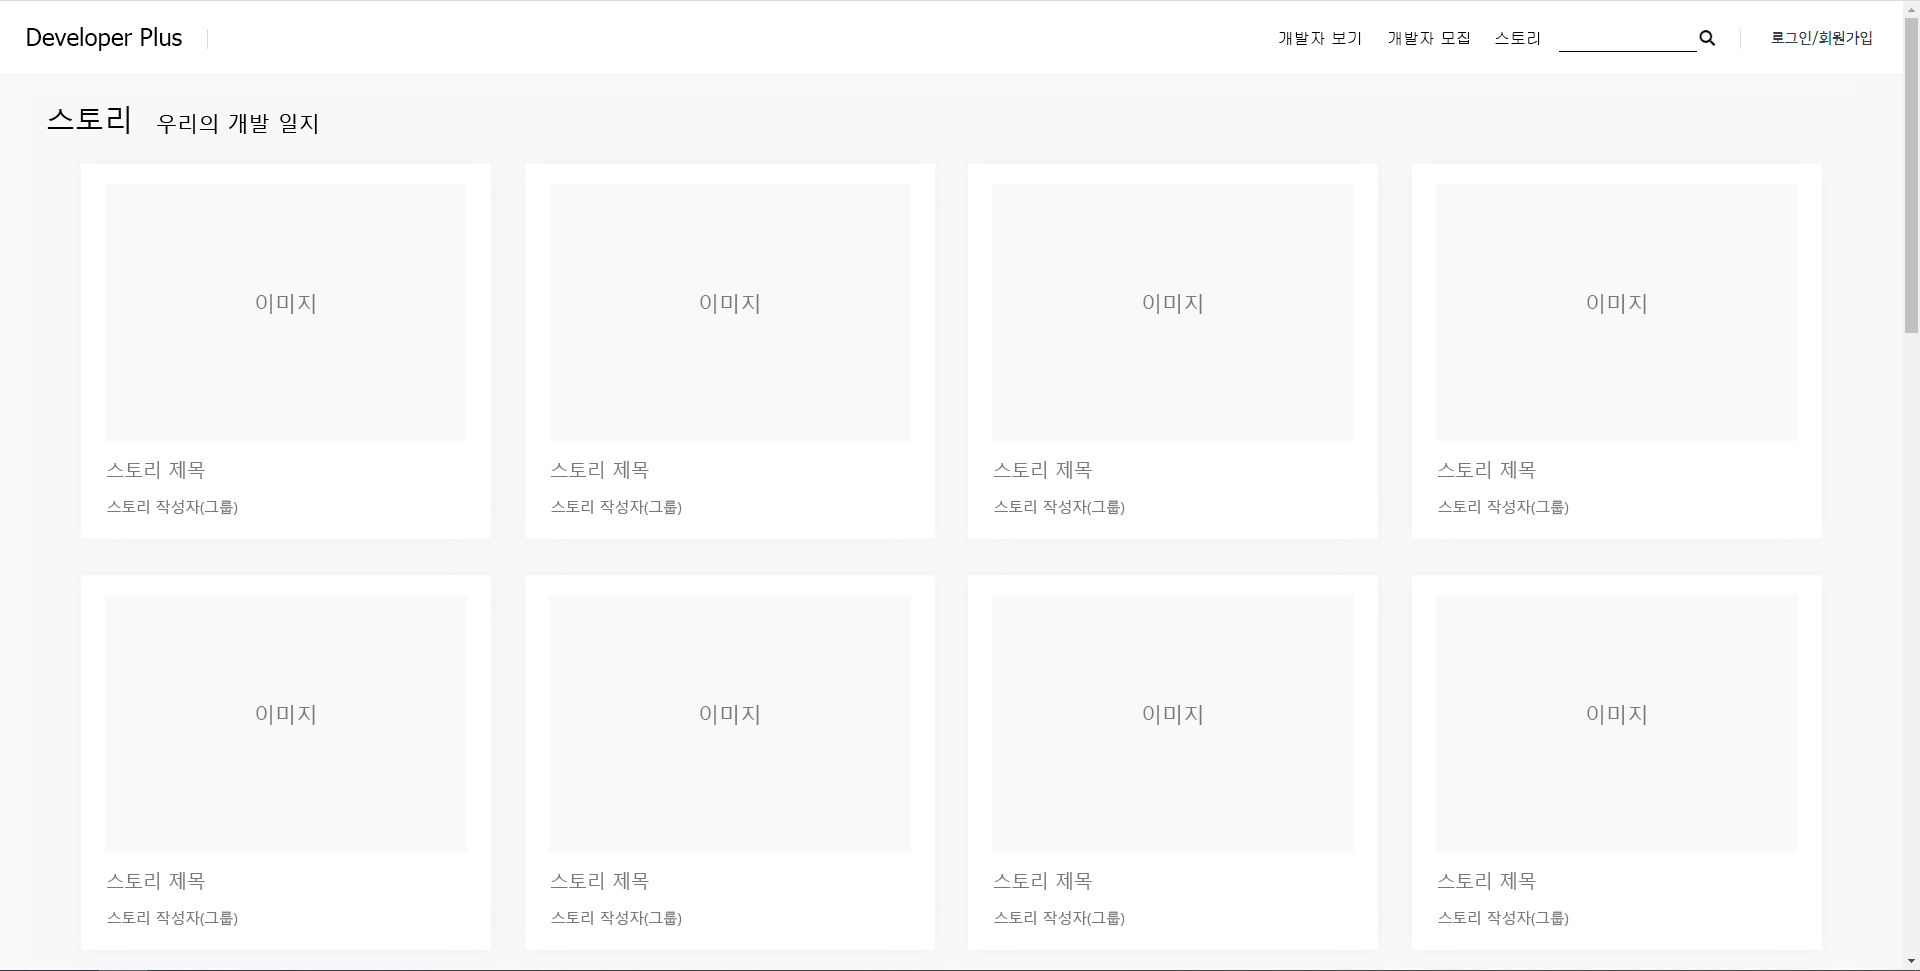 Developer Plus
개발자 보기 개발자 모집 스토리 로그인/회원가입
스토리 우리의 개발 일지
이미지 이미지 이미지 이미지
스토리 제목 스토리 제목 스토리 제목 스토리 제목
스토리 작성자(그룹) 스토리 작성자(그룹) 스토리 작성자(그룹) 스토리 작성자(그룹)
이미지 이미지 이미지 이미지
스토리 제목 스토리 제목 스토리 제목 스토리 제목
스토리 작성자(그룹) 스토리 작성자(그룹) 스토리 작성자(그룹) 스토리 작성자(그룹)